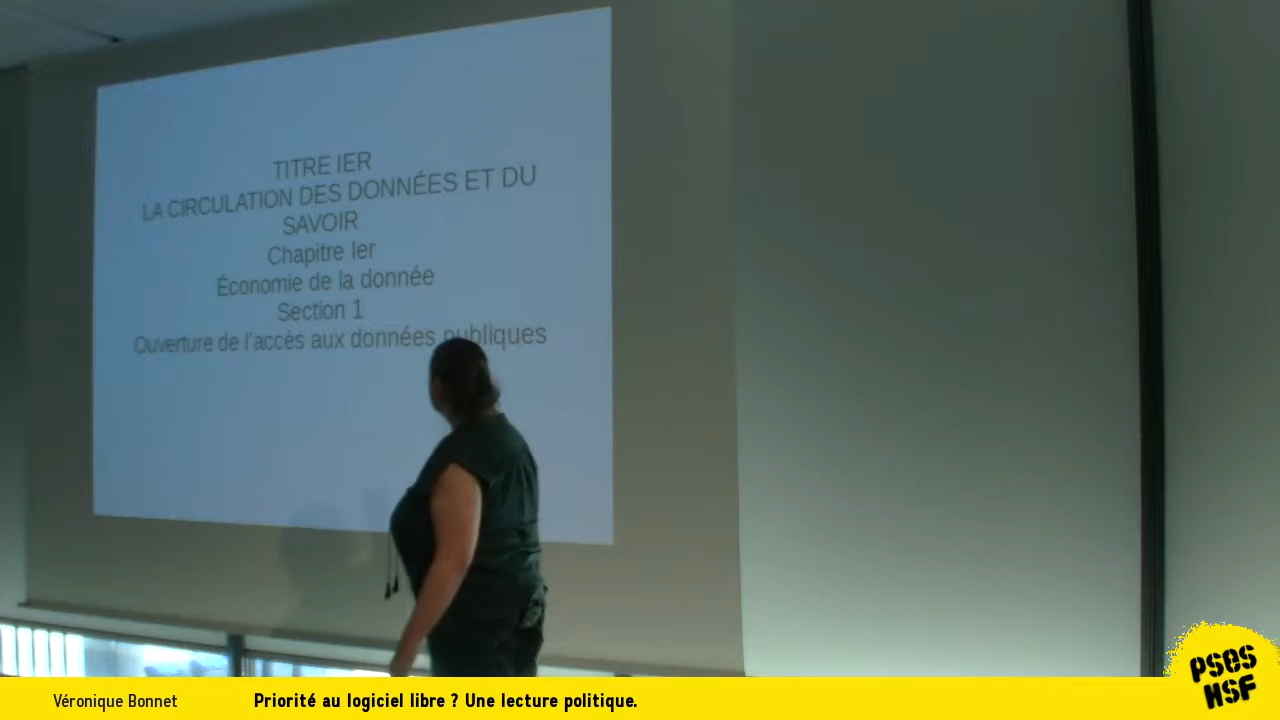 TITRE IER
LA CIRCULATION DES DONNÉES ET DU
SAVOIR
Chapitre Ier
Économie de la donnée
Section 1
Ouverture de l'accès aux données publiques
Véronique Bonnet
Priorité au logiciel libre ? Une lecture politique.
PSES
HSF